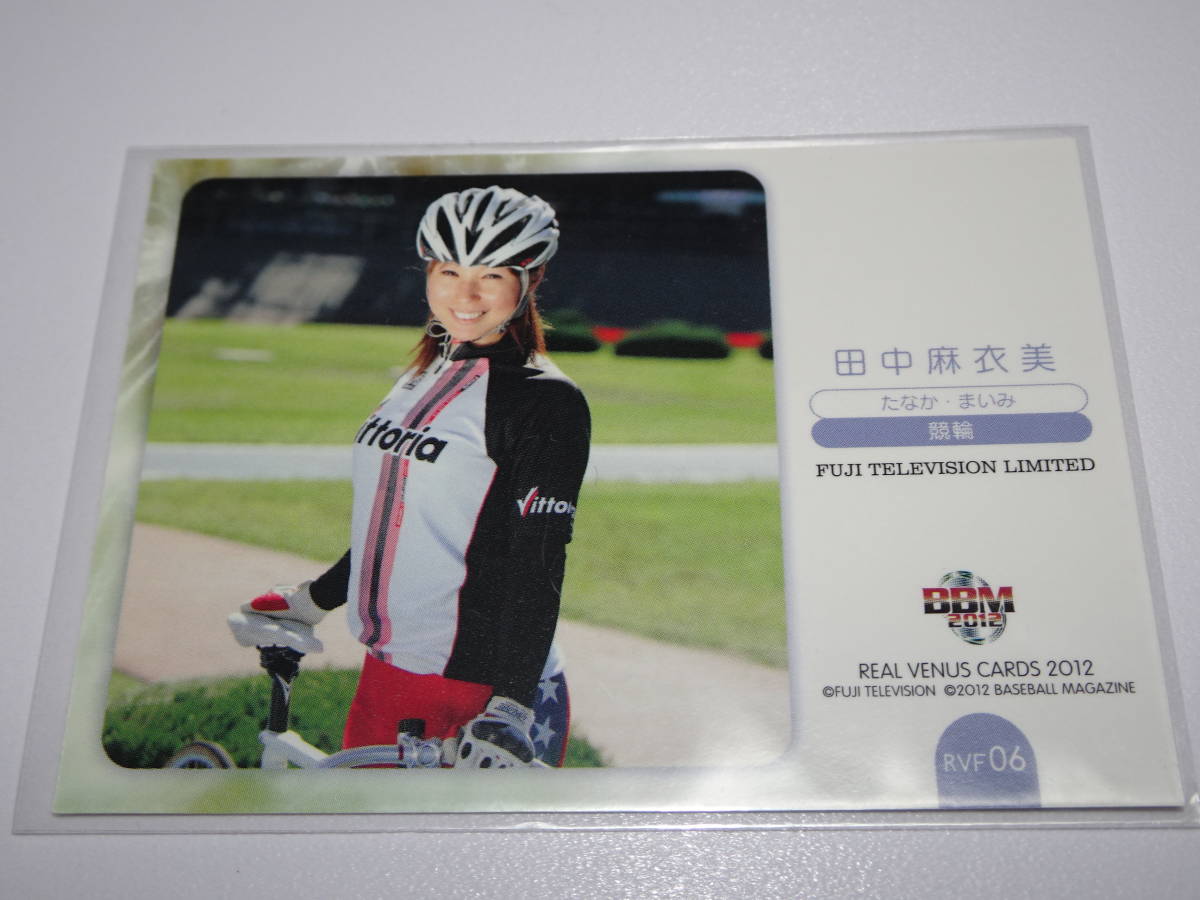 Vittoria
Vittor
田中麻衣美
たなか・まいみ
競輪
FUJI TELEVISION LIMITED
BBM
2012
REAL VENUS CARDS 2012
©FUJI TELEVISION ©2012 BASEBALL MAGAZINE
RVF06